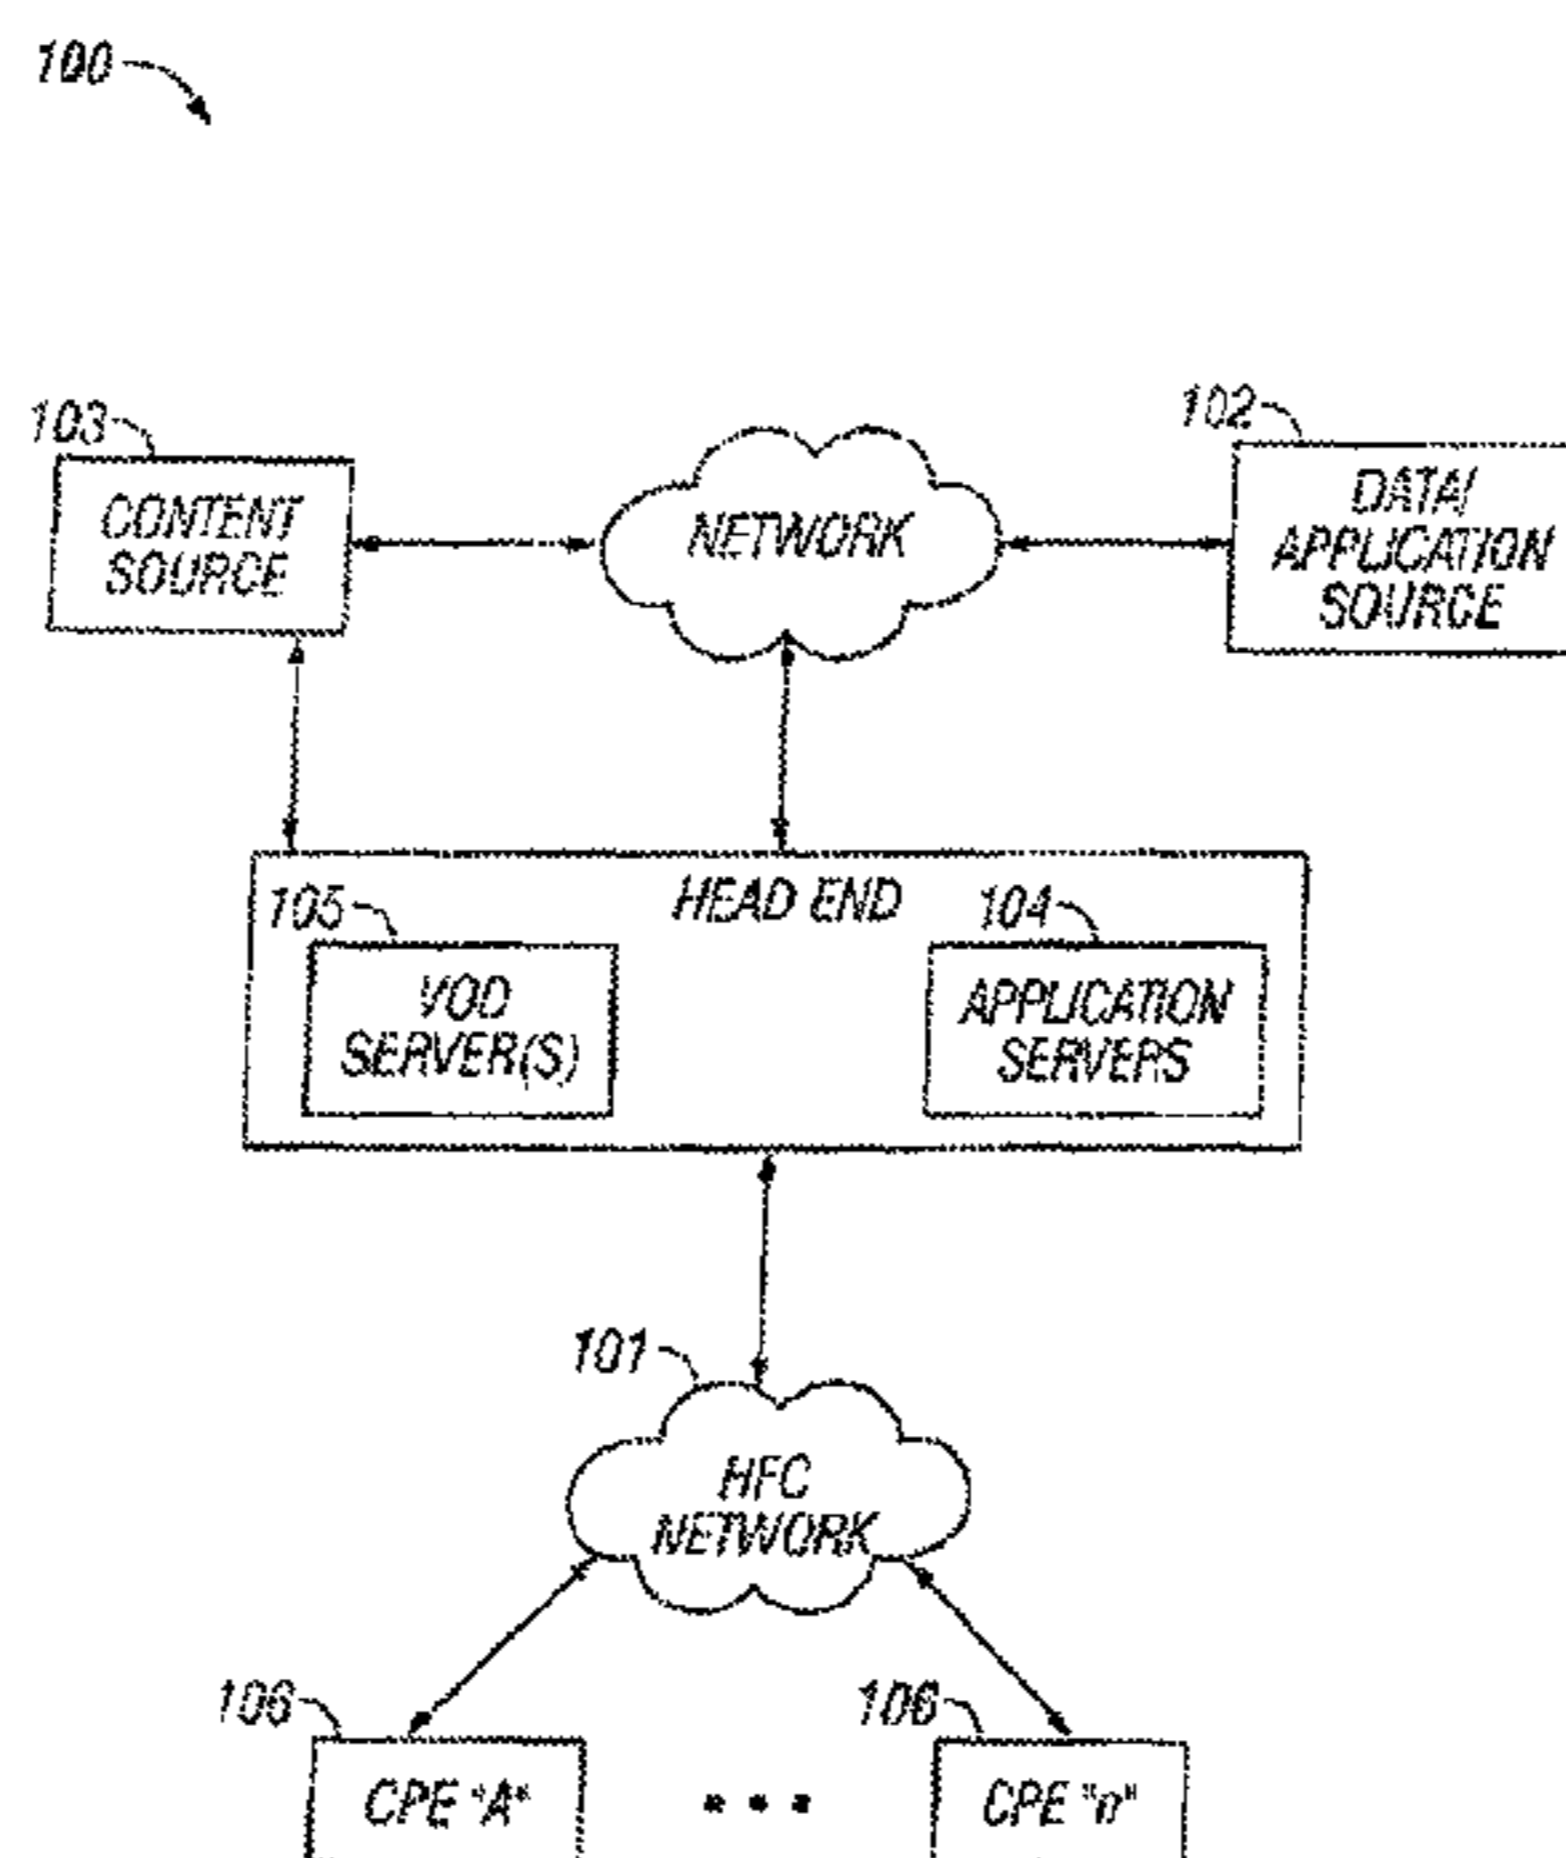 100
103
102
CONTENT
SOURCE
NETWORK
DATA/
APPLICATION
SOURCE
HEAD END
105
104
VOD
SERVER(S)
APPLICATION
SERVERS
101
HFC
NETWORK
106
106
CPE "A"
• • •
CPE "n"